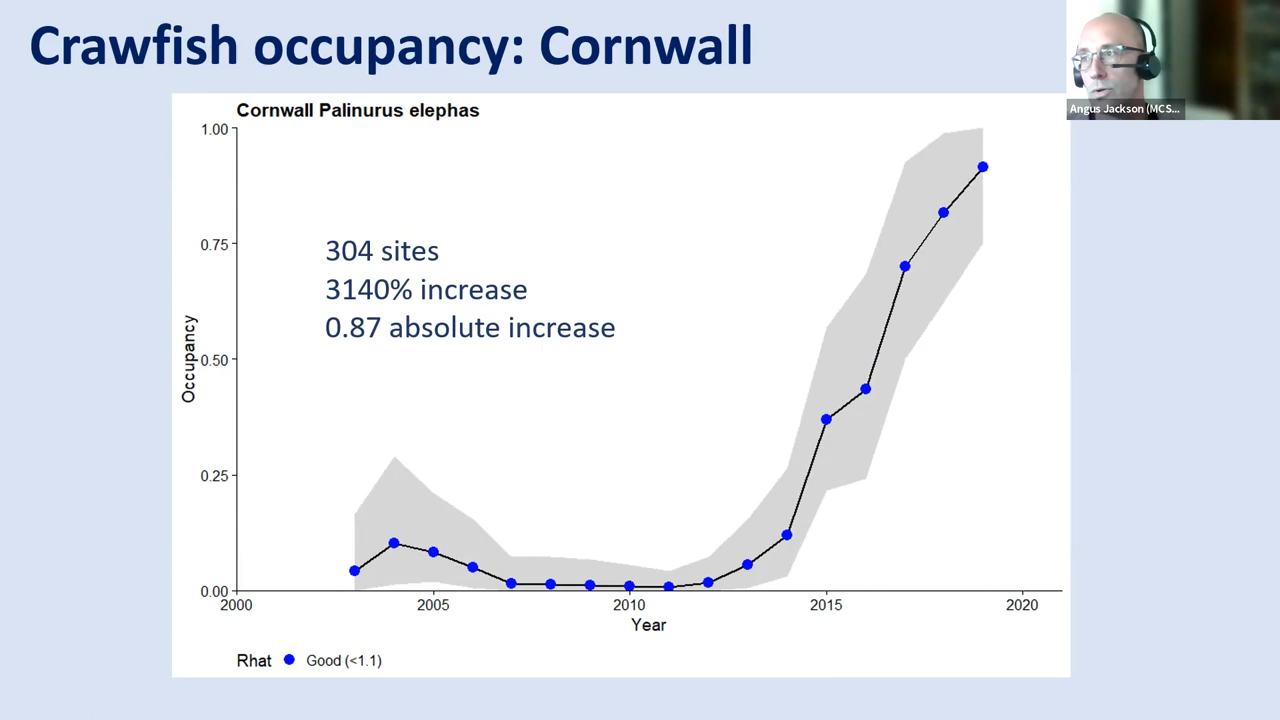 Crawfish occupancy: Cornwall
Angus Jackson (MCS...
Cornwall Palinurus elephas
1.00
0.75
0.50
0.25
0.00
Occupancy
304 sites
3140% increase
0.87 absolute increase
2000
2005
2010
2015
2020
Year
Rhat Good (<1.1)